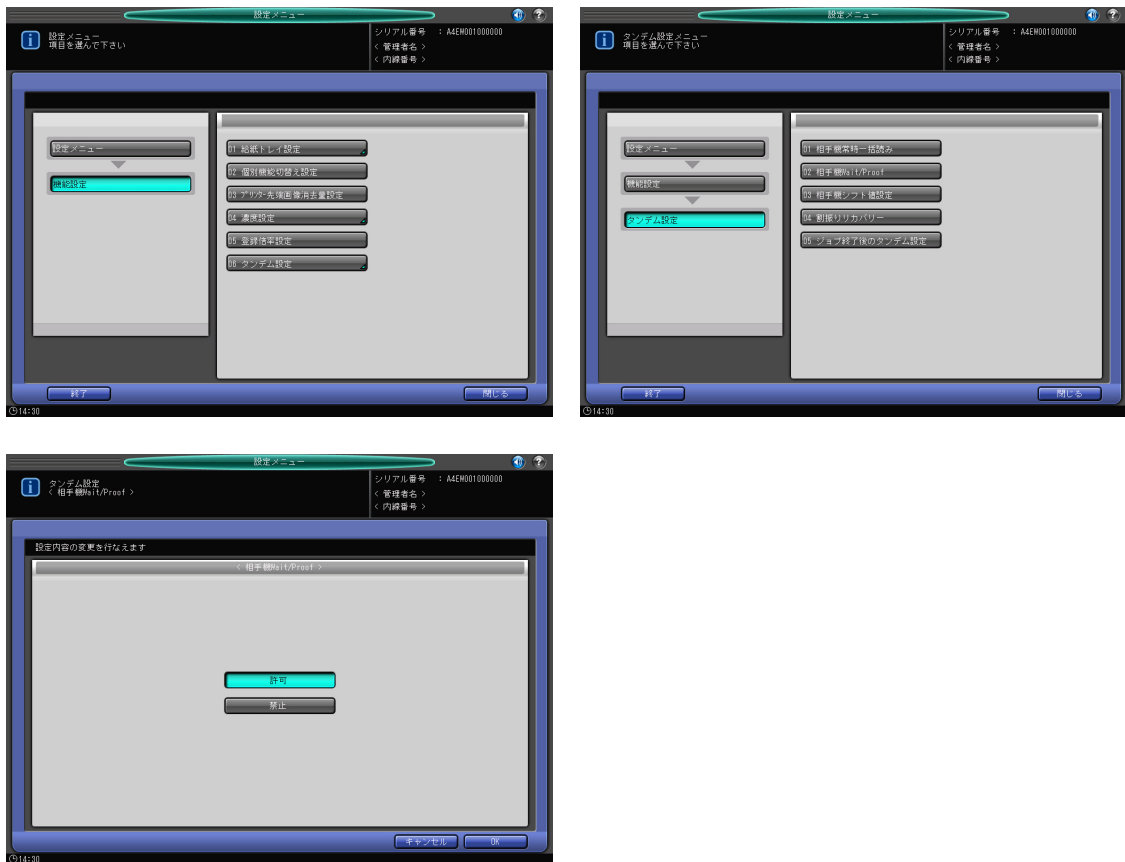 設定メニュー
設定メニュー
項目を選んで下さい
シリアル番号 : A4EW001000000
< 管理者名 >
< 内線番号 >
設定メニュー
機能設定
01 給紙トレイ設定
02 個別機能切替え設定
03 プリンター先端画像消去量設定
04 濃度設定
05 登録倍率設定
06 タンデム設定
終了
閉じる
14:30
設定メニュー
タンデム設定メニュー
項目を選んで下さい
シリアル番号 : A4EW001000000
< 管理者名 >
< 内線番号 >
設定メニュー
機能設定
タンデム設定
01 相手機常時一括読み
02 相手機Wait/Proof
03 相手機シフト値設定
04 割振りリカバリー
05 ジョブ終了後のタンデム設定
終了
閉じる
14:30
設定メニュー
タンデム設定
< 相手機Wait/Proof >
シリアル番号 : A4EW001000000
< 管理者名 >
< 内線番号 >
設定内容の変更を行なえます
< 相手機Wait/Proof >
許可
禁止
キャンセル
OK
14:30